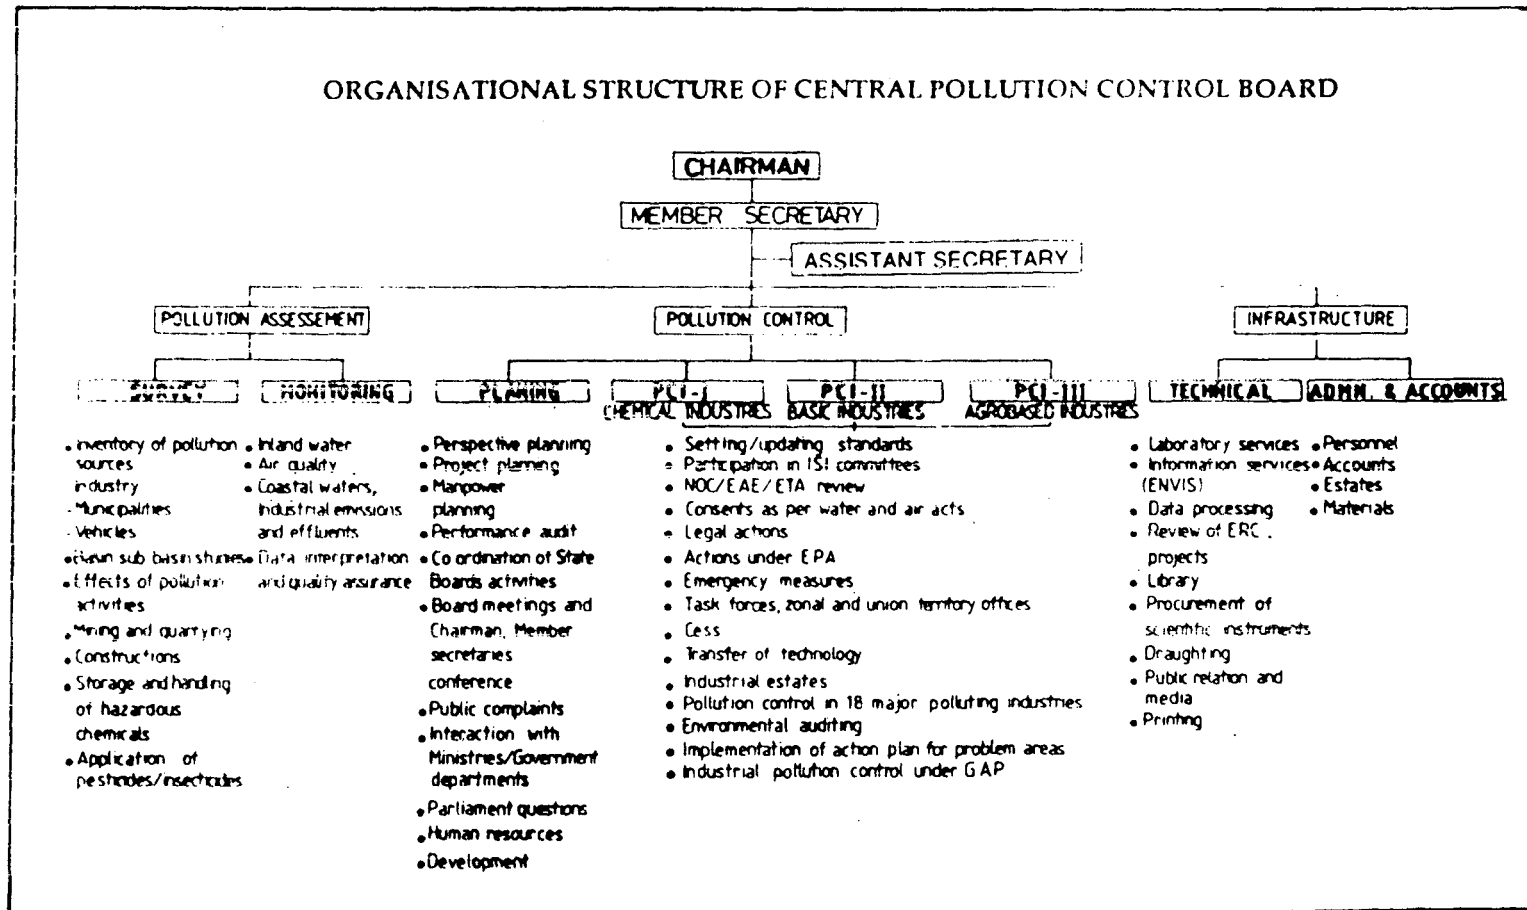 ORGANISATIONAL STRUCTURE OF CENTRAL POLLUTION CONTROL BOARD
CHAIRMAN
MEMBER SECRETARY
ASSISTANT SECRETARY
POLLUTION ASSESSEMENT
POLLUTION CONTROL
INFRASTRUCTURE
SURVEY
• Inventory of pollution
sources
industry
- Municipalities
- Vehicles
• Basin sub basin studies
• Effects of pollution
activities
• Mining and quarrying
• Constructions
• Storage and handling
of hazardous
chemicals
• Application of
pesticides/insecticides
MONITORING
• Inland water
• Air quality
• Coastal waters,
Industrial emissions
and effluents
• Data interpretation
and quality assurance
PLANING
• Perspective planning
• Project planning
• Manpower
planning
• Performance audit
• Co ordination of State
Boards activities
• Board meetings and
Chairman, Member
secretaries
conference
• Public complaints
• Interaction with
Ministries/Government
departments
• Parliament questions
• Human resources
• Development
PCI-I
CHEMICAL INDUSTRIES
PCI-II
BASIC INDUSTRIES
PCI-III
AGROBASED INDUSTRIES
• Setting/updating standards
• Participation in ISI committees
• NOC/EAE/ETA review
• Consents as per water and air acts
• Legal actions
• Actions under EPA
• Emergency measures
• Task forces, zonal and union territory offices
• Cess
• Transfer of technology
• Industrial estates
• Pollution control in 18 major polluting industries
• Environmental auditing
• Implementation of action plan for problem areas
• Industrial pollution control under GAP
TECHNICAL
• Laboratory services
• Information services
(ENVIS)
• Data processing
• Review of ERC
projects
• Library
• Procurement of
scientific instruments
• Draughting
• Public relation and
media
• Printing
ADMN. & ACCOUNTS
• Personnel
• Accounts
• Estates
• Materials